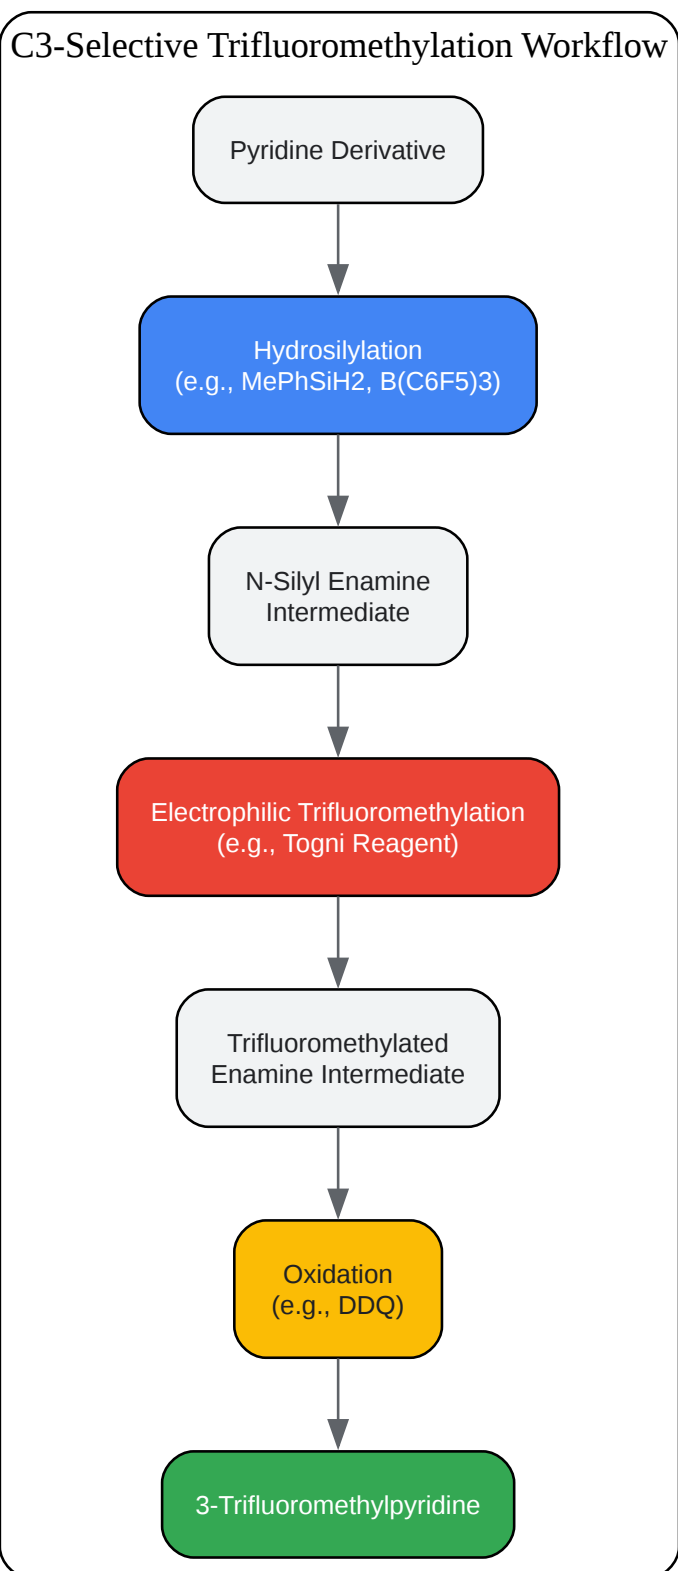 C3-Selective Trifluoromethylation Workflow
Pyridine Derivative
Hydrosilylation
(e.g., MePhSiH2, B(C6F5)3)
N-Silyl Enamine
Intermediate
Electrophilic Trifluoromethylation
(e.g., Togni Reagent)
Trifluoromethylated
Enamine Intermediate
Oxidation
(e.g., DDQ)
3-Trifluoromethylpyridine